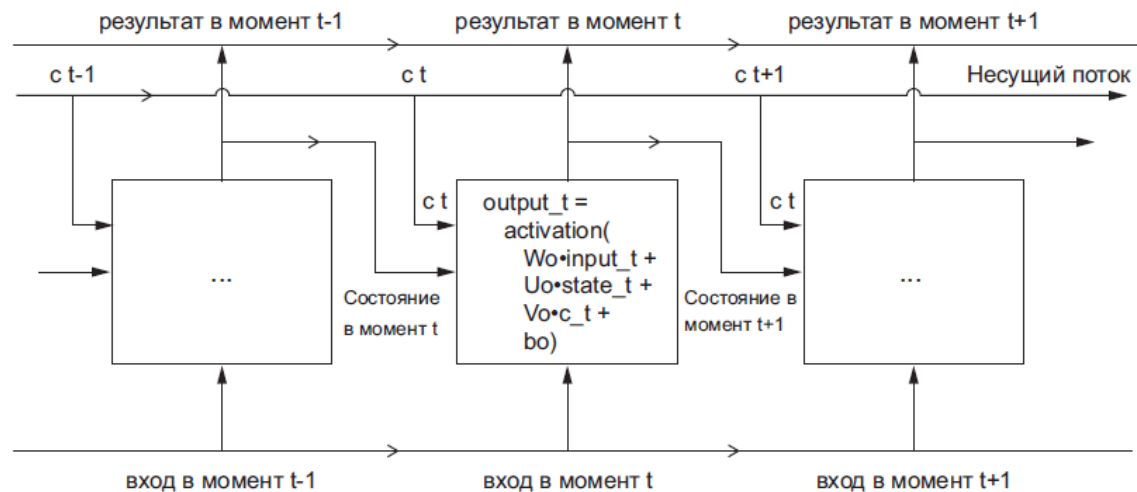 результат в момент t-1
результат в момент t
результат в момент t+1
c t-1
c t
c t+1
Несущий поток
...
c t
output_t =
activation(
Wo•input_t +
Uo•state_t +
Vo•c_t +
bo)
c t
...
Состояние
в момент t
Состояние в
момент t+1
вход в момент t-1
вход в момент t
вход в момент t+1